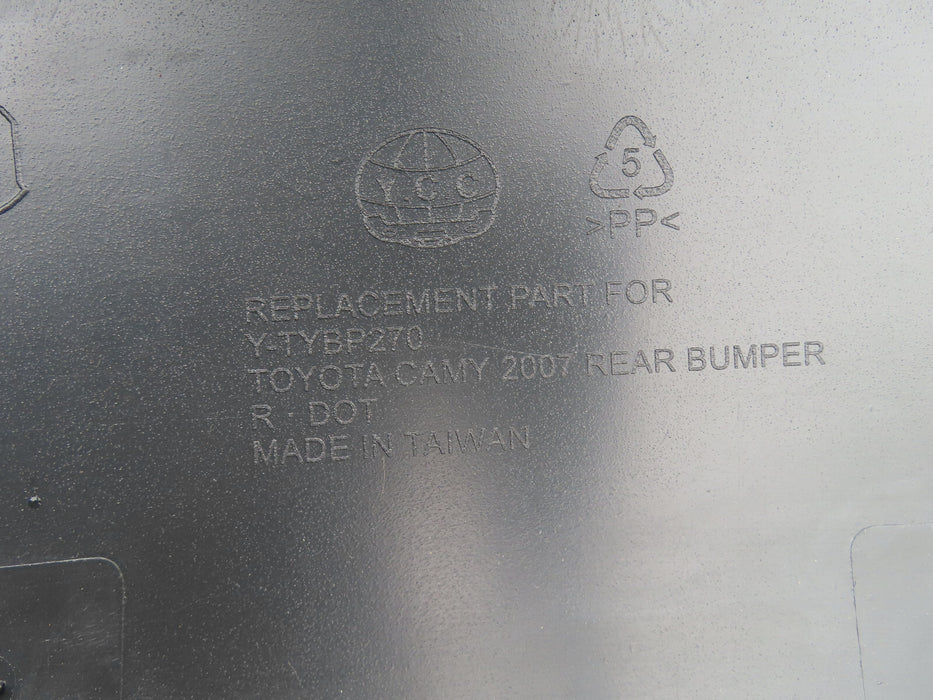 YCC
5
>PP<
REPLACEMENT PART FOR
Y-TYBP270
TOYOTA CAMY 2007 REAR BUMPER
R · DOT
MADE IN TAIWAN